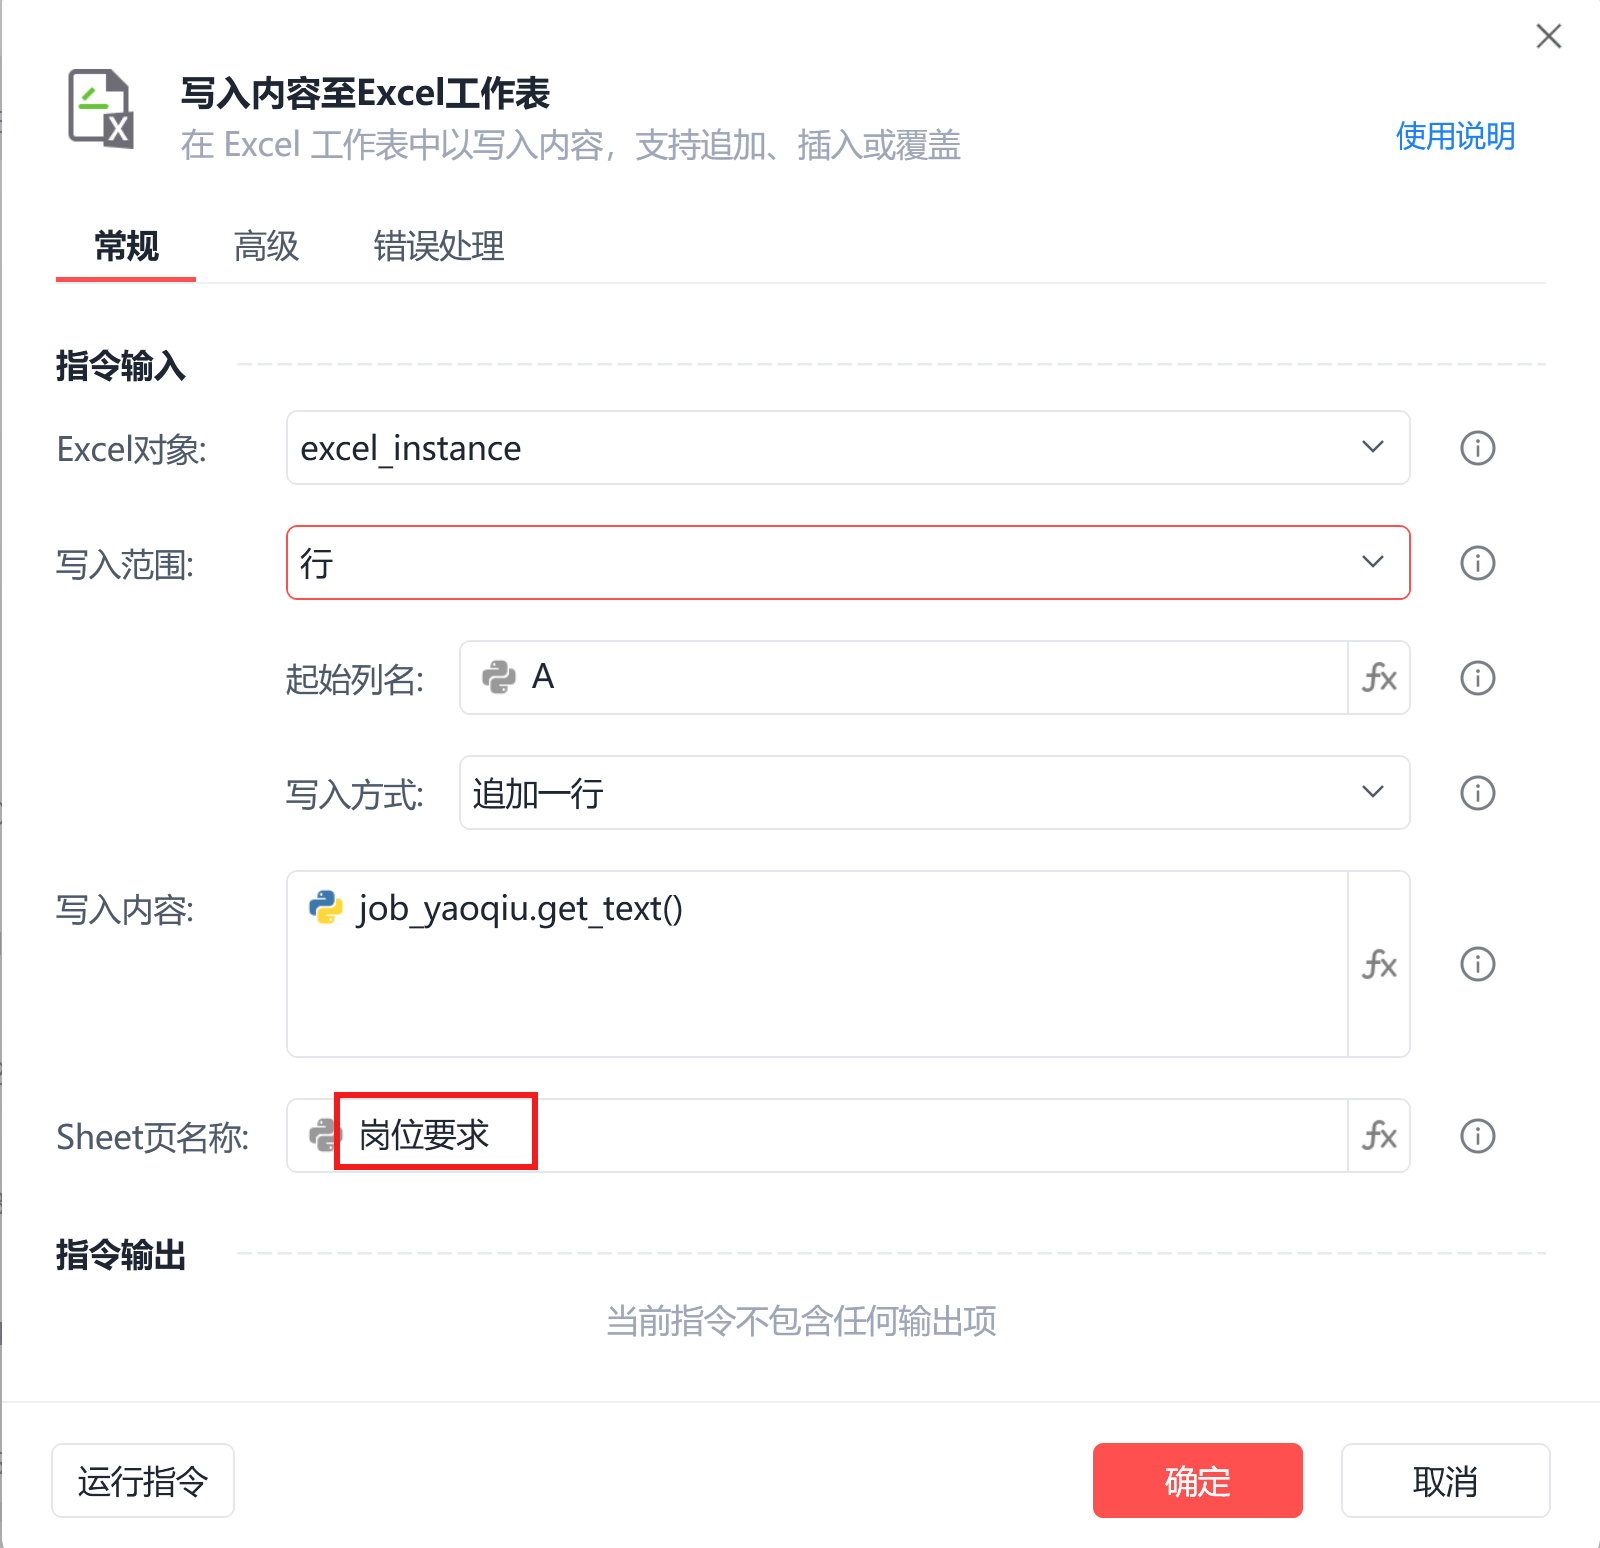 写入内容至Excel工作表
在 Excel 工作表中以写入内容，支持追加、插入或覆盖
使用说明
常规 高级 错误处理
指令输入
Excel对象: excel_instance
写入范围: 行
起始列名: A fx
写入方式: 追加一行
写入内容: job_yaoqiu.get_text() fx
Sheet页名称: 岗位要求 fx
指令输出
当前指令不包含任何输出项
运行指令 确定 取消